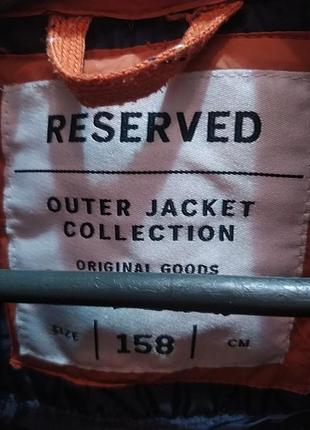 RESERVED
OUTER JACKET
COLLECTION
ORIGINAL GOODS
SIZE | 158 | CM